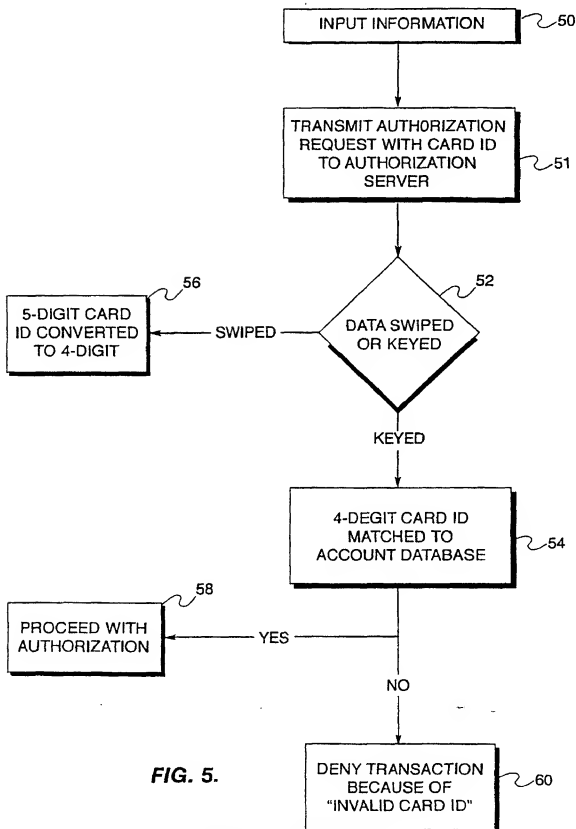 INPUT INFORMATION
50
TRANSMIT AUTHORIZATION
REQUEST WITH CARD ID
TO AUTHORIZATION
SERVER
51
52
DATA SWIPED
OR KEYED
SWIPED
56
5-DIGIT CARD
ID CONVERTED
TO 4-DIGIT
KEYED
4-DEGIT CARD ID
MATCHED TO
ACCOUNT DATABASE
54
58
PROCEED WITH
AUTHORIZATION
YES
NO
DENY TRANSACTION
BECAUSE OF
"INVALID CARD ID"
60
FIG. 5.